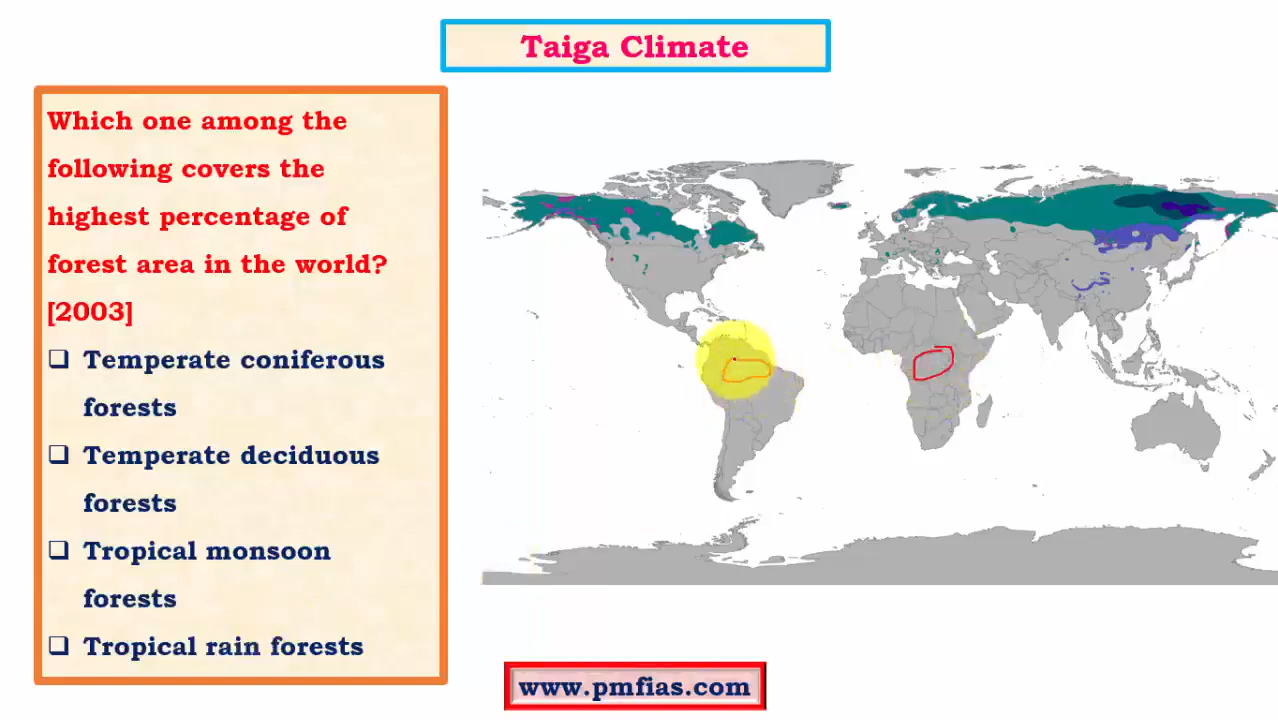 Taiga Climate
Which one among the
following covers the
highest percentage of
forest area in the world?
[2003]
❑ Temperate coniferous
forests
❑ Temperate deciduous
forests
❑ Tropical monsoon
forests
❑ Tropical rain forests
www.pmfias.com